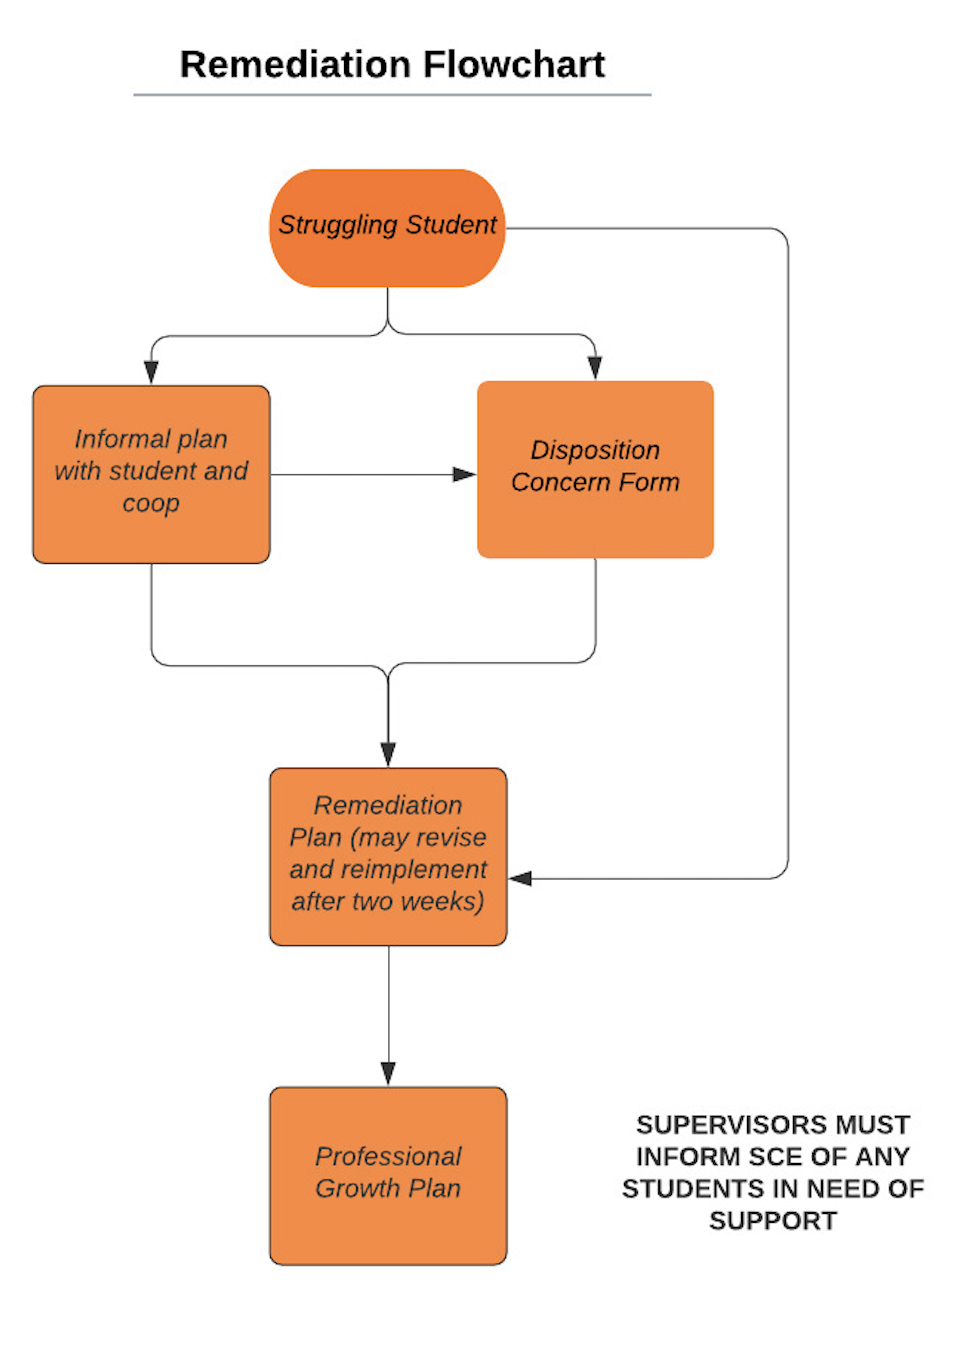 Remediation Flowchart
Struggling Student
Informal plan
with student and
coop
Disposition
Concern Form
Remediation
Plan (may revise
and reimplement
after two weeks)
Professional
Growth Plan
SUPERVISORS MUST
INFORM SCE OF ANY
STUDENTS IN NEED OF
SUPPORT